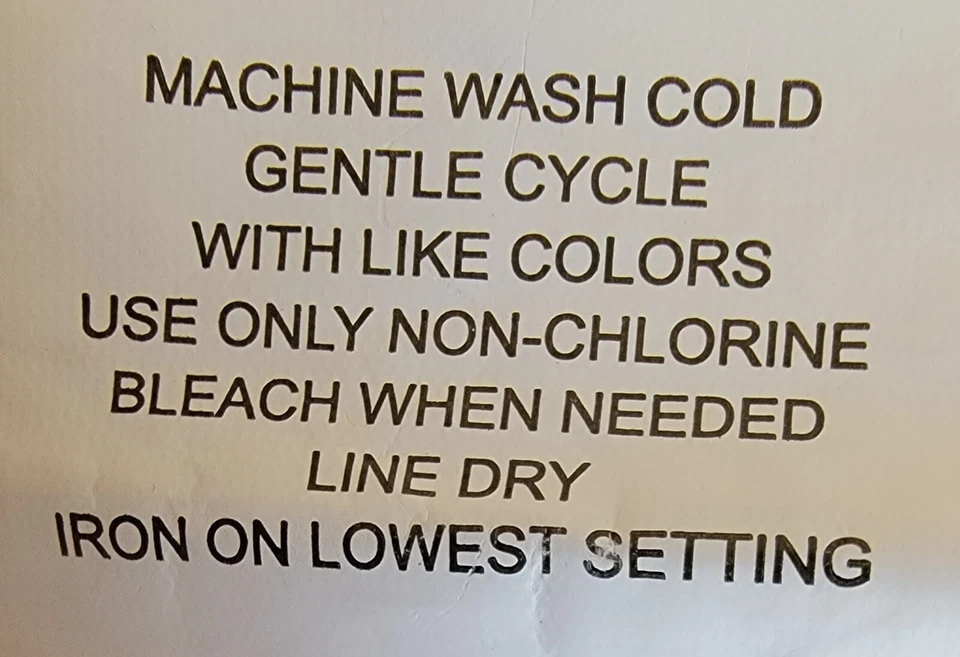 MACHINE WASH COLD
GENTLE CYCLE
WITH LIKE COLORS
USE ONLY NON-CHLORINE
BLEACH WHEN NEEDED
LINE DRY
IRON ON LOWEST SETTING